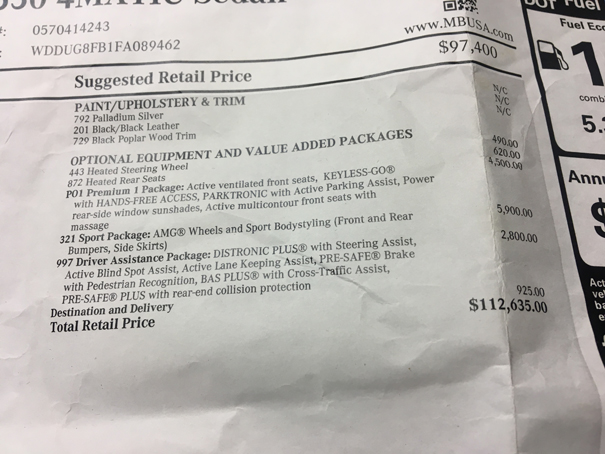 550 4MATIC Sedan
#: 0570414243
: WDDUG8FB1FA089462
www.MBUSA.com
Suggested Retail Price $97,400
PAINT/UPHOLSTERY & TRIM
792 Palladium Silver N/C
201 Black/Black Leather N/C
729 Black Poplar Wood Trim N/C
OPTIONAL EQUIPMENT AND VALUE ADDED PACKAGES
443 Heated Steering Wheel 490.00
872 Heated Rear Seats 620.00
P01 Premium 1 Package: Active ventilated front seats, KEYLESS-GO® 4,500.00
with HANDS-FREE ACCESS, PARKTRONIC with Active Parking Assist, Power
rear-side window sunshades, Active multicontour front seats with
massage
321 Sport Package: AMG® Wheels and Sport Bodystyling (Front and Rear 5,900.00
Bumpers, Side Skirts)
997 Driver Assistance Package: DISTRONIC PLUS® with Steering Assist, 2,800.00
Active Blind Spot Assist, Active Lane Keeping Assist, PRE-SAFE® Brake
with Pedestrian Recognition, BAS PLUS® with Cross-Traffic Assist,
PRE-SAFE® PLUS with rear-end collision protection
Destination and Delivery 925.00
Total Retail Price $112,635.00
DOT Fuel
Fuel Eco
1
comb
5.
Annu
$
Act
ve
ba
e